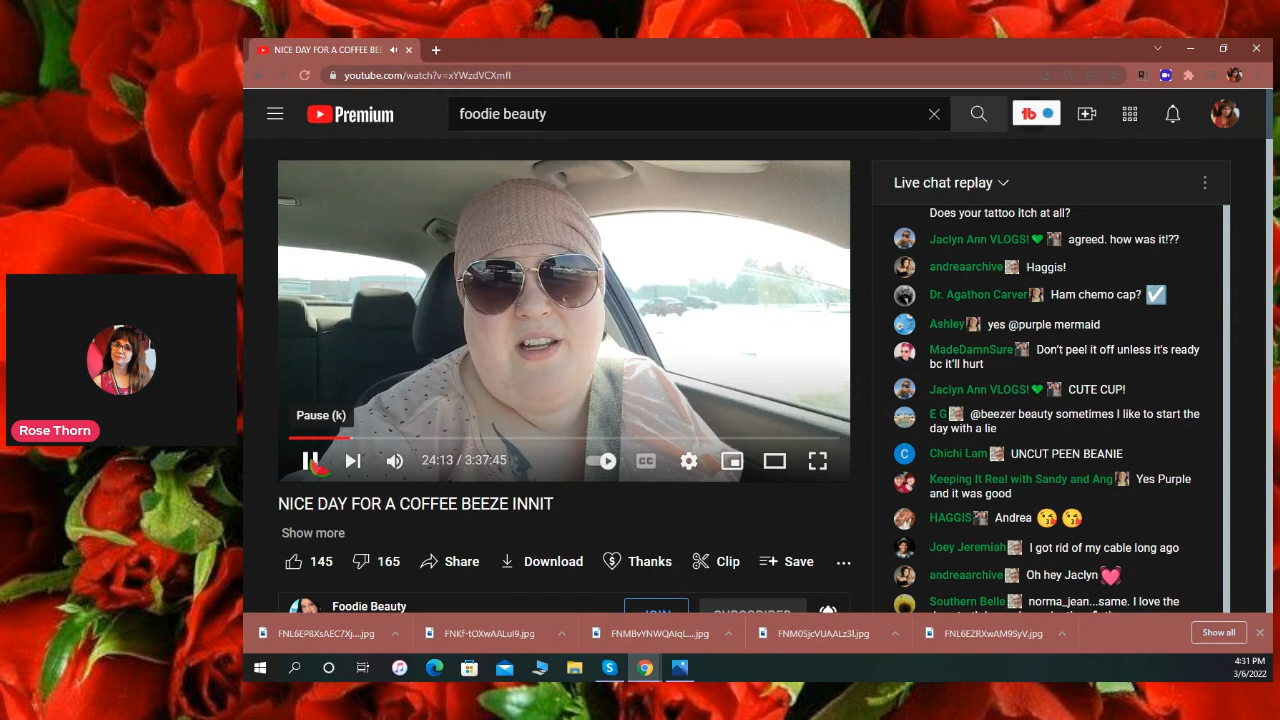 NICE DAY FOR A COFFEE BEE
youtube.com/watch?v=xYWzdVCXmfI
Premium
foodie beauty
Live chat replay
Does your tattoo itch at all?
Jaclyn Ann VLOGS! agreed. how was it!??
andreaarchive Haggis!
Dr. Agathon Carver Ham chemo cap?
Ashley yes @purple mermaid
MadeDamnSure Don't peel it off unless it's ready
bc it'll hurt
Jaclyn Ann VLOGS! CUTE CUP!
E G @beezer beauty sometimes I like to start the
day with a lie
C
Chichi Lam UNCUT PEEN BEANIE
Keeping It Real with Sandy and Ang Yes Purple
and it was good
HAGGIS Andrea
Joey Jeremiah I got rid of my cable long ago
andreaarchive Oh hey Jaclyn
Southern Belle norma_jean...same. I love the
Pause (k)
24:13 / 3:37:45
CC
NICE DAY FOR A COFFEE BEEZE INNIT
Show more
145
165
Share
Download
Thanks
Clip
Save
Foodie Beauty
JOIN
SUBSCRIBED
Rose Thorn
FNL6EP8XsAEC7Xj....jpg
FNKf-tOXwAALuI9.jpg
FNMBvYNWQAIqL....jpg
FNM0SjcVUAALz3I.jpg
FNL6EZRXwAM9SyV.jpg
Show all
4:31 PM
3/6/2022